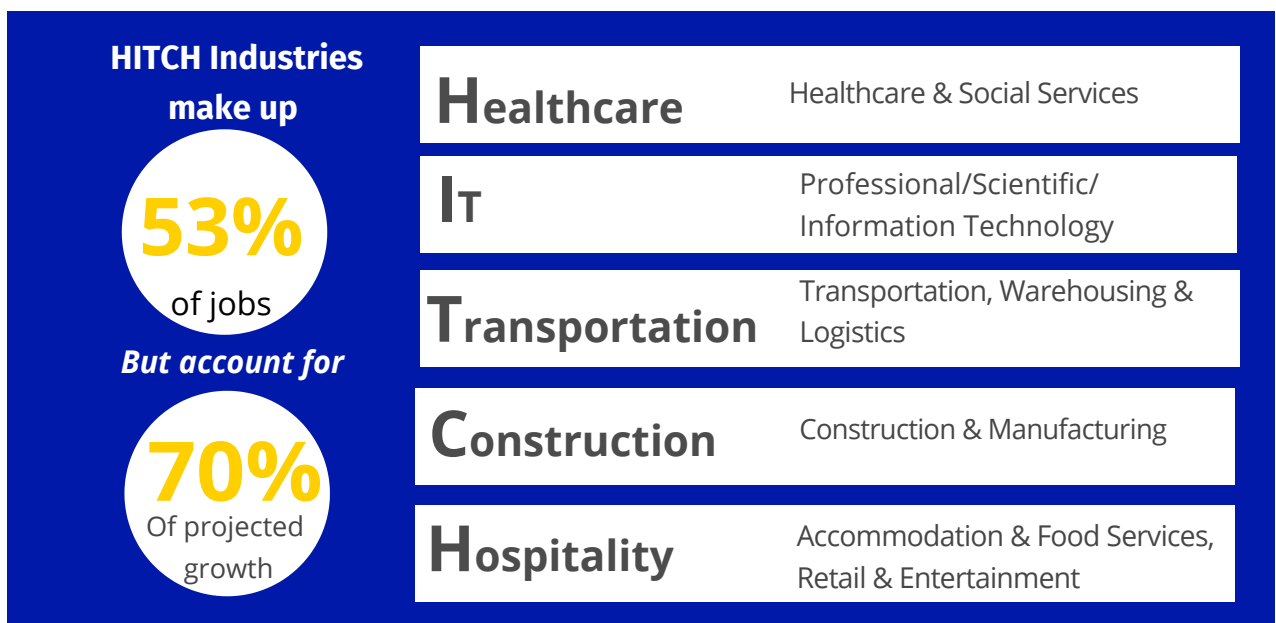 HITCH Industries
make up
53%
of jobs
But account for
70%
Of projected
growth
Healthcare
Healthcare & Social Services
IT
Professional/Scientific/
Information Technology
Transportation
Transportation, Warehousing &
Logistics
Construction
Construction & Manufacturing
Hospitality
Accommodation & Food Services,
Retail & Entertainment